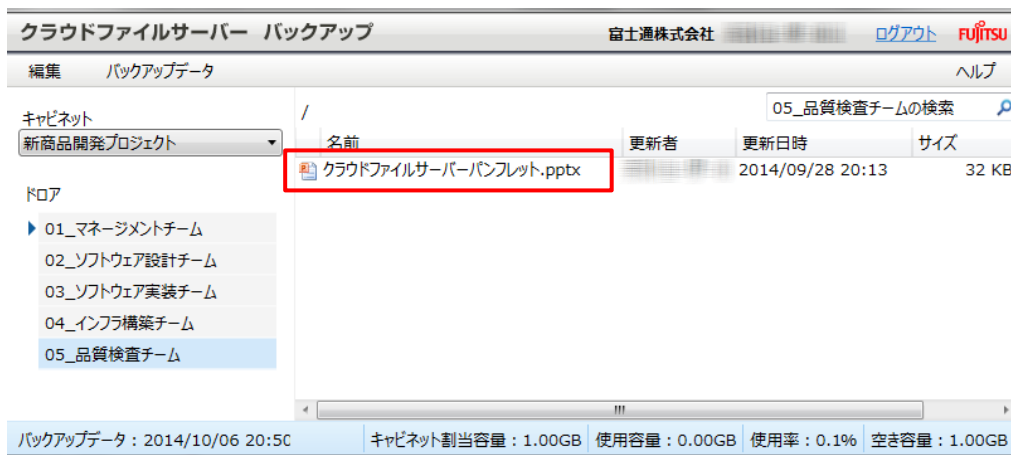 クラウドファイルサーバー バックアップ 富士通株式会社 ログアウト FUJITSU
編集 バックアップデータ ヘルプ
キャビネット
新商品開発プロジェクト
ドロア
01_マネージメントチーム
02_ソフトウェア設計チーム
03_ソフトウェア実装チーム
04_インフラ構築チーム
05_品質検査チーム
/ 05_品質検査チームの検索
名前 更新者 更新日時 サイズ
クラウドファイルサーバーパンフレット.pptx 2014/09/28 20:13 32 KB
バックアップデータ：2014/10/06 20:50 キャビネット割当容量：1.00GB 使用容量：0.00GB 使用率：0.1% 空き容量：1.00GB